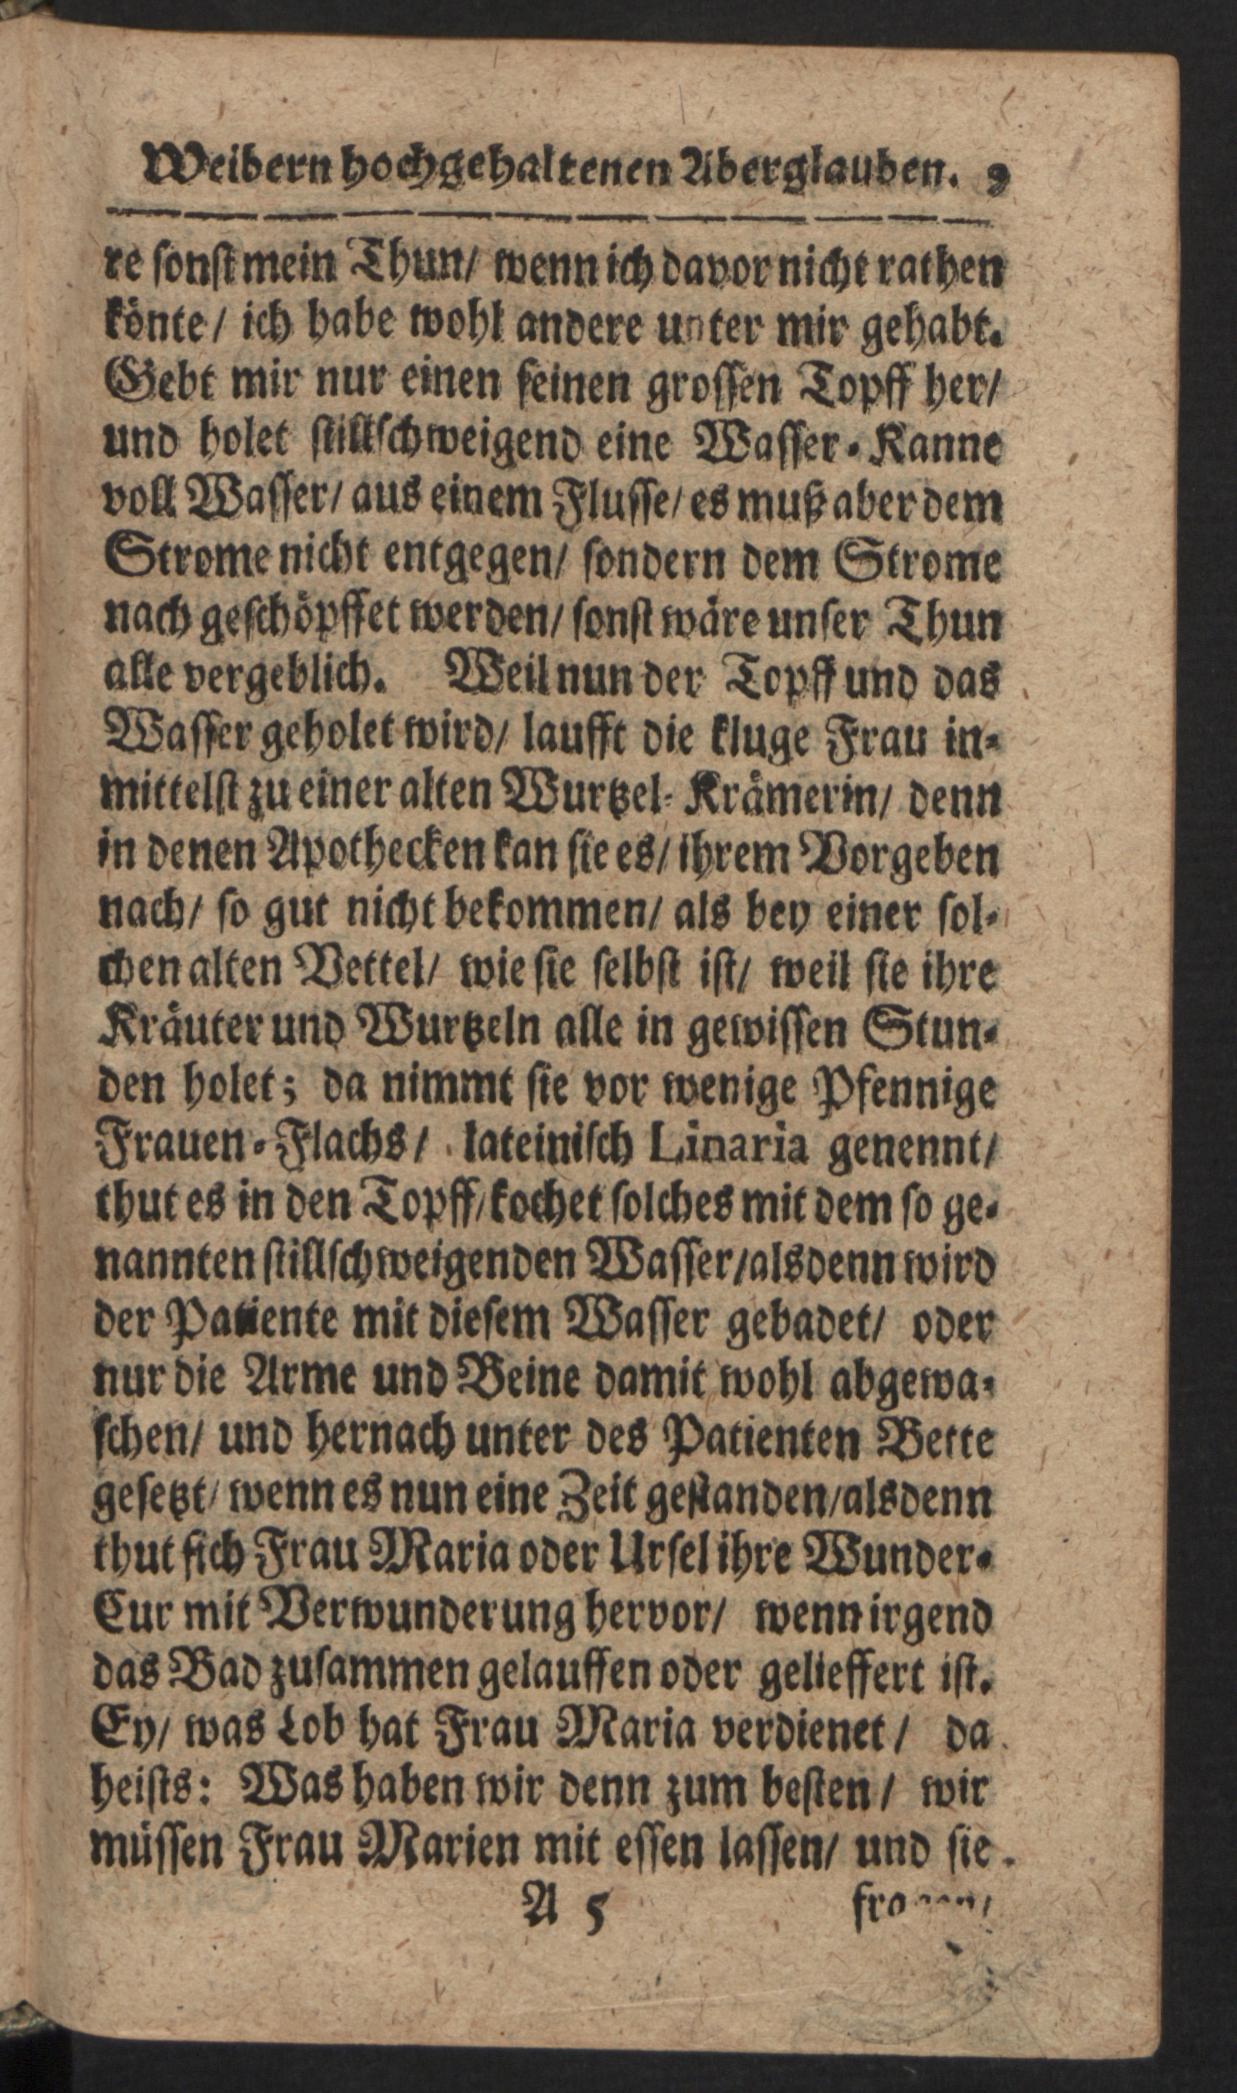 Weibern hochgehaltenen Aberglauben. 9
re sonst mein Thun/ wenn ich davor nicht rathen
könte/ ich habe wohl andere unter mir gehabt.
Gebt mir nur einen feinen grossen Topff her/
und holet stillschweigend eine Wasser-Kanne
voll Wasser/ aus einem Flusse/ es muß aber dem
Strome nicht entgegen/ sondern dem Strome
nach geschöpffet werden/ sonst wäre unser Thun
alle vergeblich. Weil nun der Topff und das
Wasser geholet wird/ laufft die kluge Frau in-
mittelst zu einer alten Wurtzel-Krämerin/ denn
in denen Apothecken kan sie es/ ihrem Vorgeben
nach/ so gut nicht bekommen/ als bey einer sol-
chen alten Vettel/ wie sie selbst ist/ weil sie ihre
Kräuter und Wurtzeln alle in gewissen Stun-
den holet; da nimmt sie vor wenige Pfennige
Frauen-Flachs/ lateinisch Linaria genennt/
thut es in den Topff/ kochet solches mit dem so ge-
nannten stillschweigenden Wasser/ alsdenn wird
der Patiente mit diesem Wasser gebadet/ oder
nur die Arme und Beine damit wohl abgewa-
schen/ und hernach unter des Patienten Bette
gesetzt/ wenn es nun eine Zeit gestanden/ alsdenn
thut sich Frau Maria oder Ursel ihre Wunder-
Cur mit Verwunderung hervor/ wenn irgend
das Bad zusammen gelauffen oder gelieffert ist.
Ey/ was Lob hat Frau Maria verdienet/ da
heists: Was haben wir denn zum besten/ wir
müssen Frau Marien mit essen lassen/ und sie
A 5